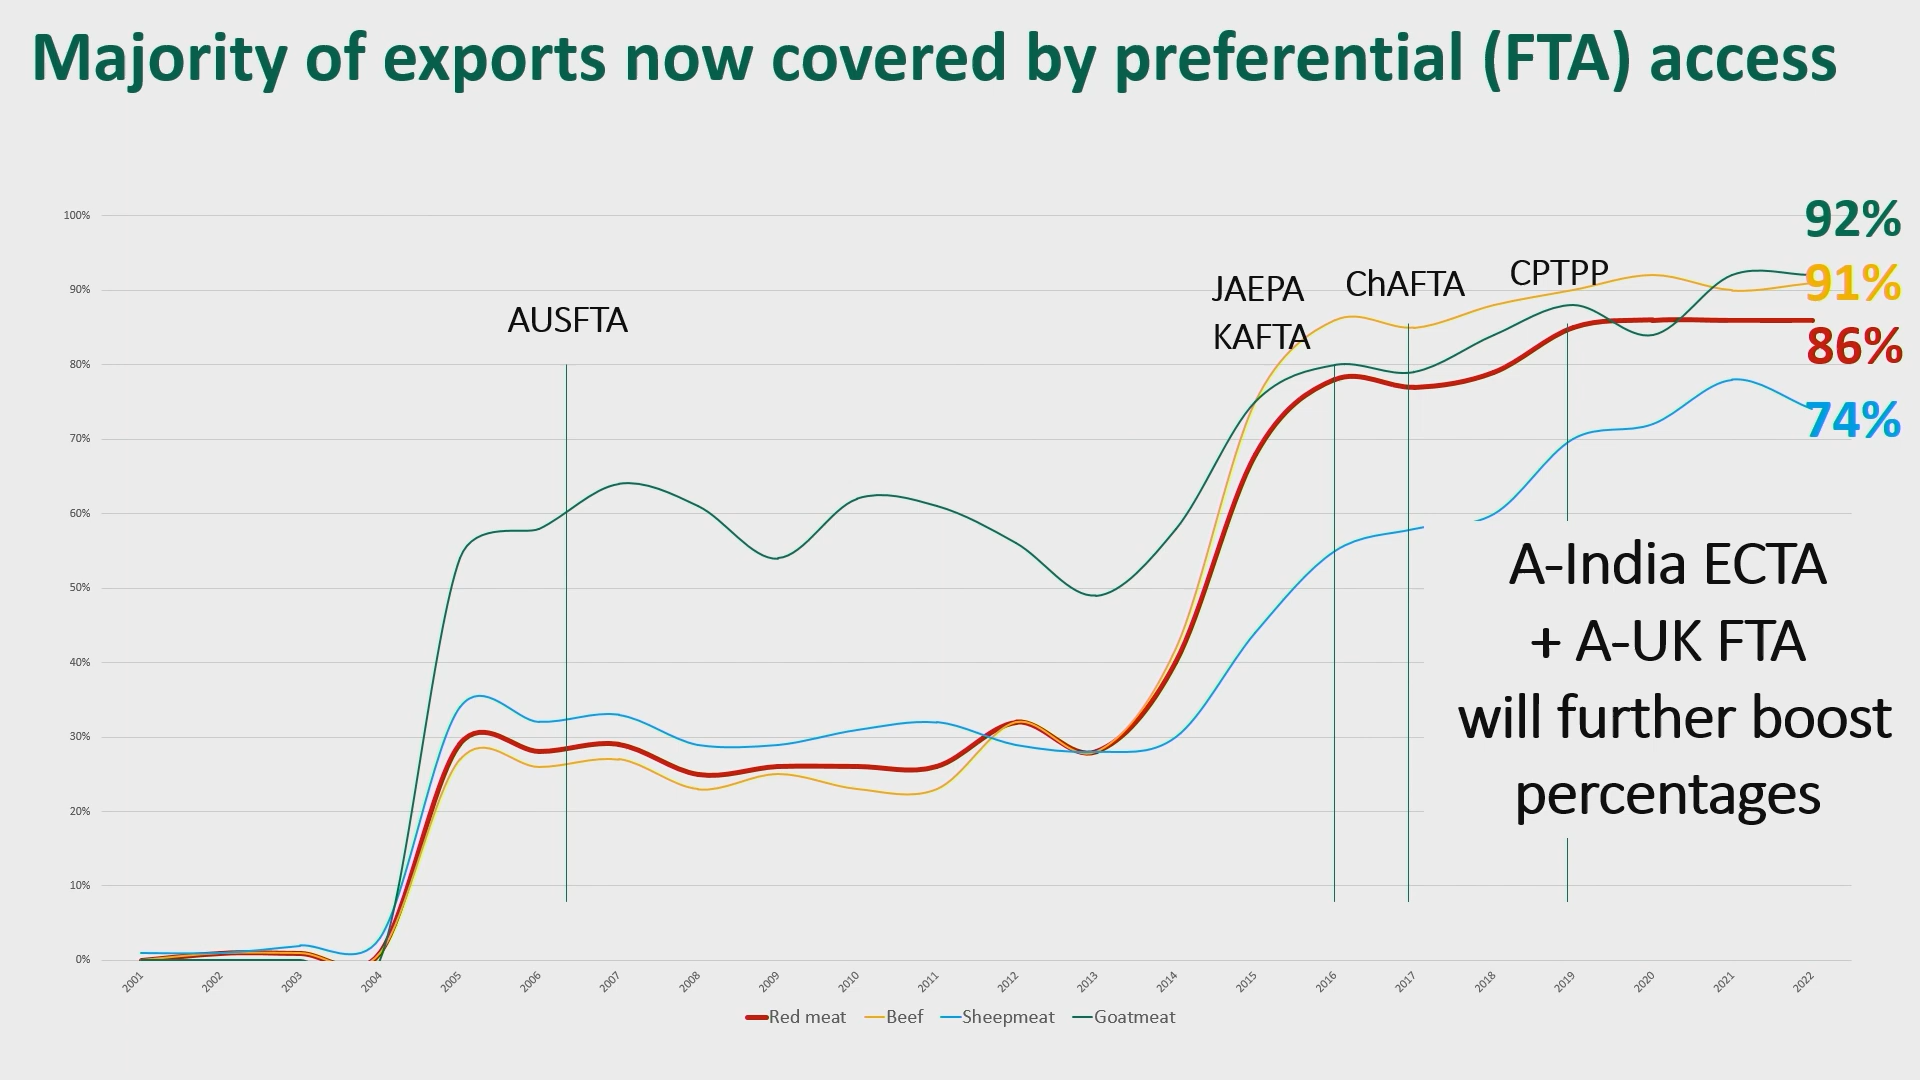 Majority of exports now covered by preferential (FTA) access
92%
91%
86%
74%
AUSFTA
JAEPA
KAFTA
ChAFTA
CPTPP
A-India ECTA
+ A-UK FTA
will further boost
percentages
100%
90%
80%
70%
60%
50%
40%
30%
20%
10%
0%
2001 2002 2003 2004 2005 2006 2007 2008 2009 2010 2011 2012 2013 2014 2015 2016 2017 2018 2019 2020 2021 2022
Red meat Beef Sheepmeat Goatmeat